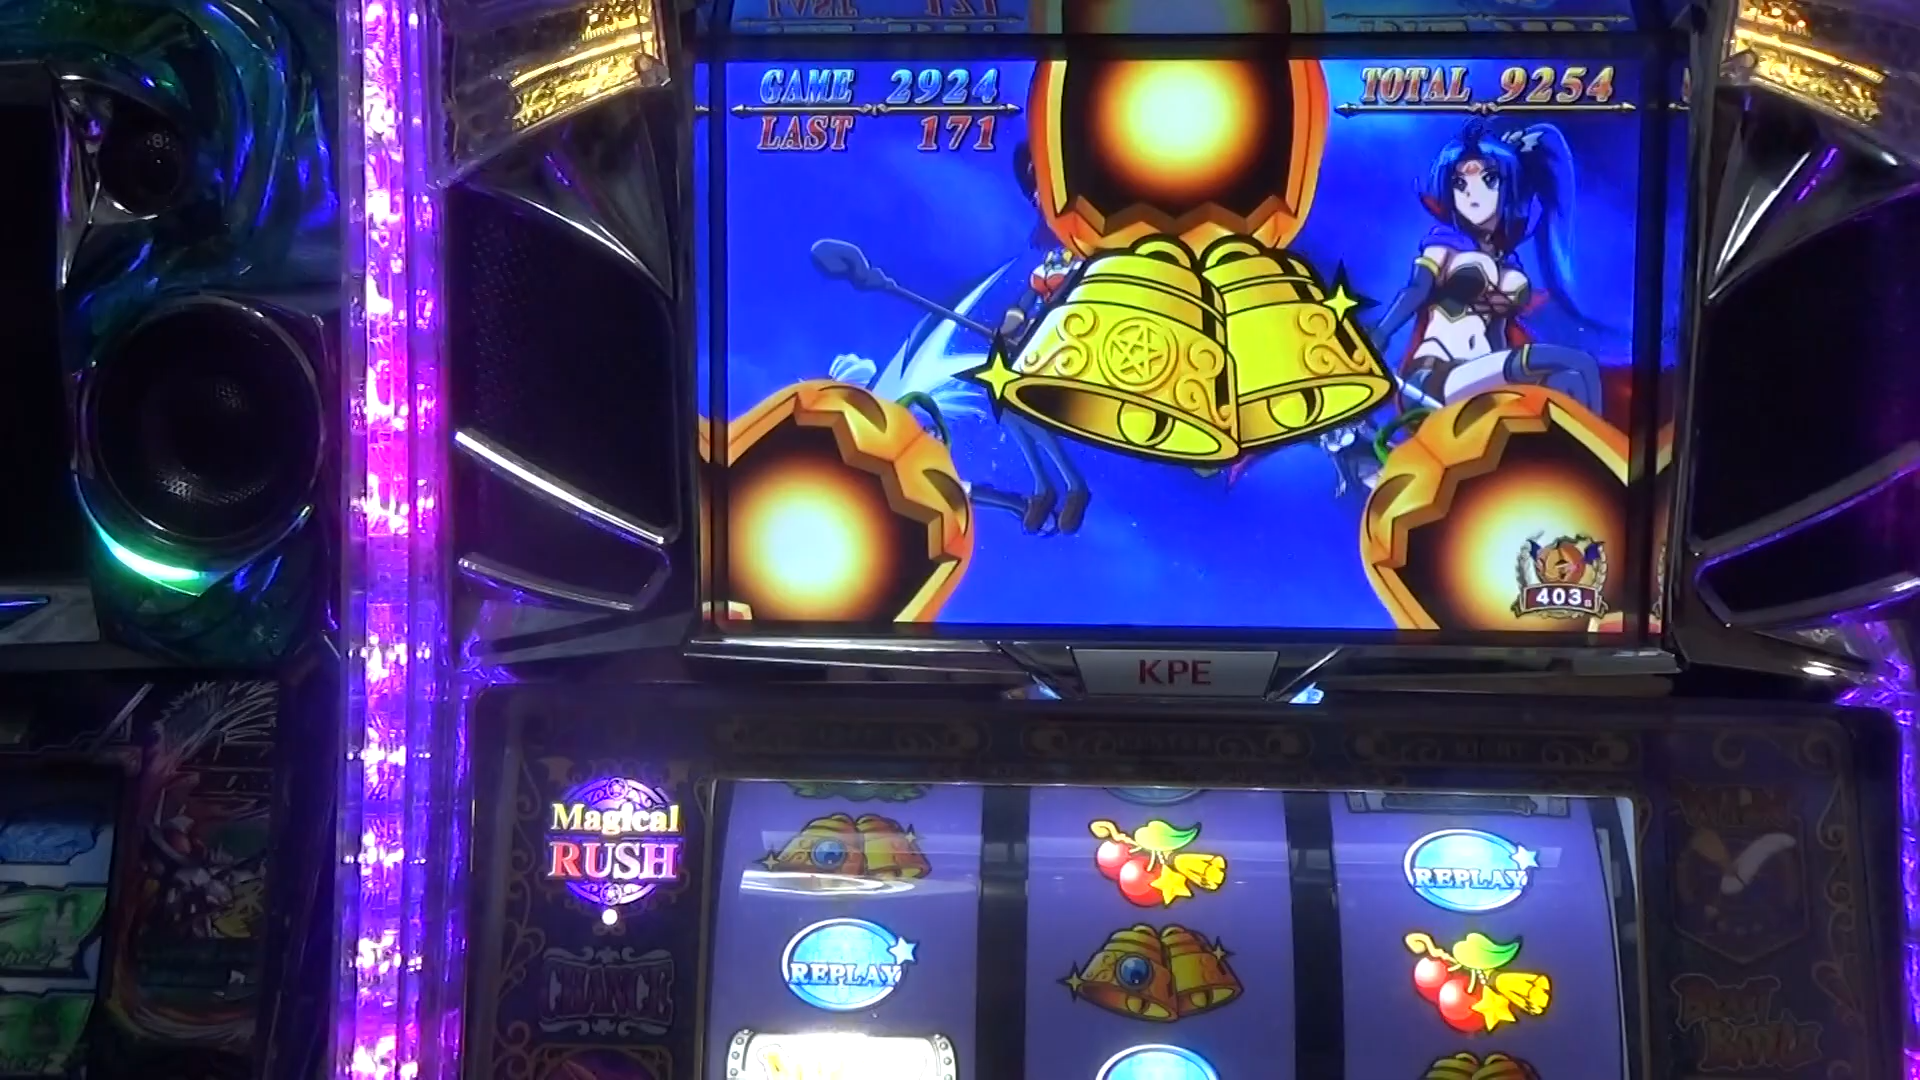 GAME 2924
LAST 171
TOTAL 9254
403
KPE
Magical
RUSH
CHANCE
REPLAY
REPLAY